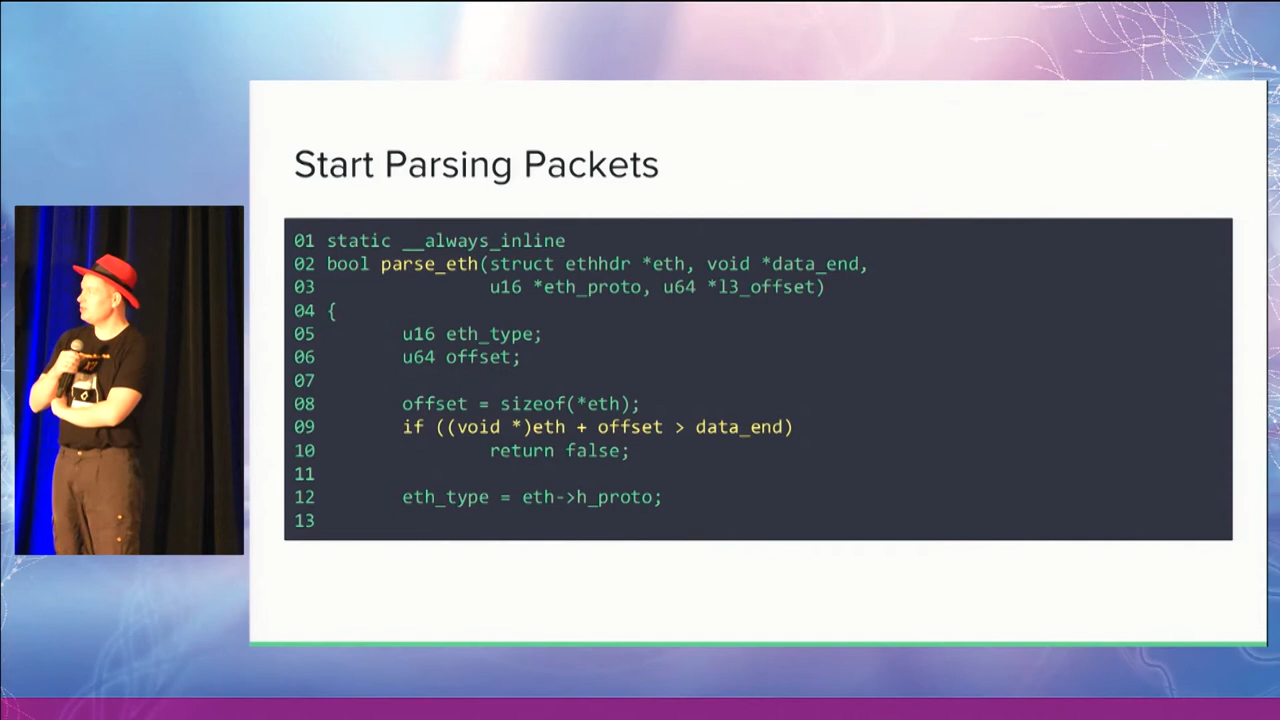 Start Parsing Packets
01 static __always_inline
02 bool parse_eth(struct ethhdr *eth, void *data_end,
03 u16 *eth_proto, u64 *l3_offset)
04 {
05 u16 eth_type;
06 u64 offset;
07
08 offset = sizeof(*eth);
09 if ((void *)eth + offset > data_end)
10 return false;
11
12 eth_type = eth->h_proto;
13